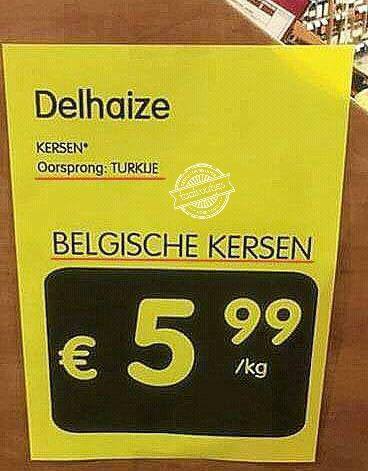 Delhaize
KERSEN*
Oorsprong: TURKIJE
BELGISCHE KERSEN
€ 5 99
/kg